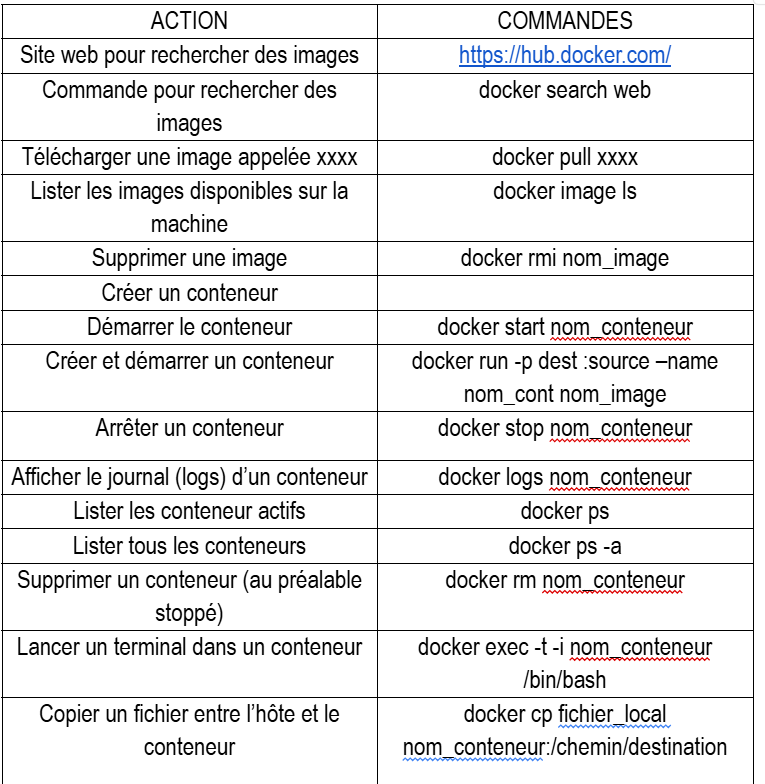 ACTION COMMANDES
Site web pour rechercher des images https://hub.docker.com/
Commande pour rechercher des docker search web
images
Télécharger une image appelée xxxx docker pull xxxx
Lister les images disponibles sur la docker image ls
machine
Supprimer une image docker rmi nom_image
Créer un conteneur
Démarrer le conteneur docker start nom_conteneur
Créer et démarrer un conteneur docker run -p dest :source –name
nom_cont nom_image
Arrêter un conteneur docker stop nom_conteneur
Afficher le journal (logs) d’un conteneur docker logs nom_conteneur
Lister les conteneur actifs docker ps
Lister tous les conteneurs docker ps -a
Supprimer un conteneur (au préalable docker rm nom_conteneur
stoppé)
Lancer un terminal dans un conteneur docker exec -t -i nom_conteneur
/bin/bash
Copier un fichier entre l’hôte et le docker cp fichier_local
conteneur nom_conteneur:/chemin/destination